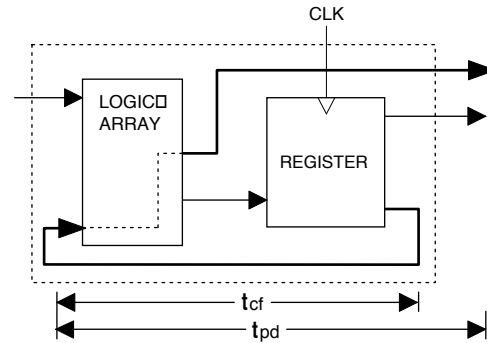 CLK
LOGIC□
ARRAY
REGISTER
tcf
tpd